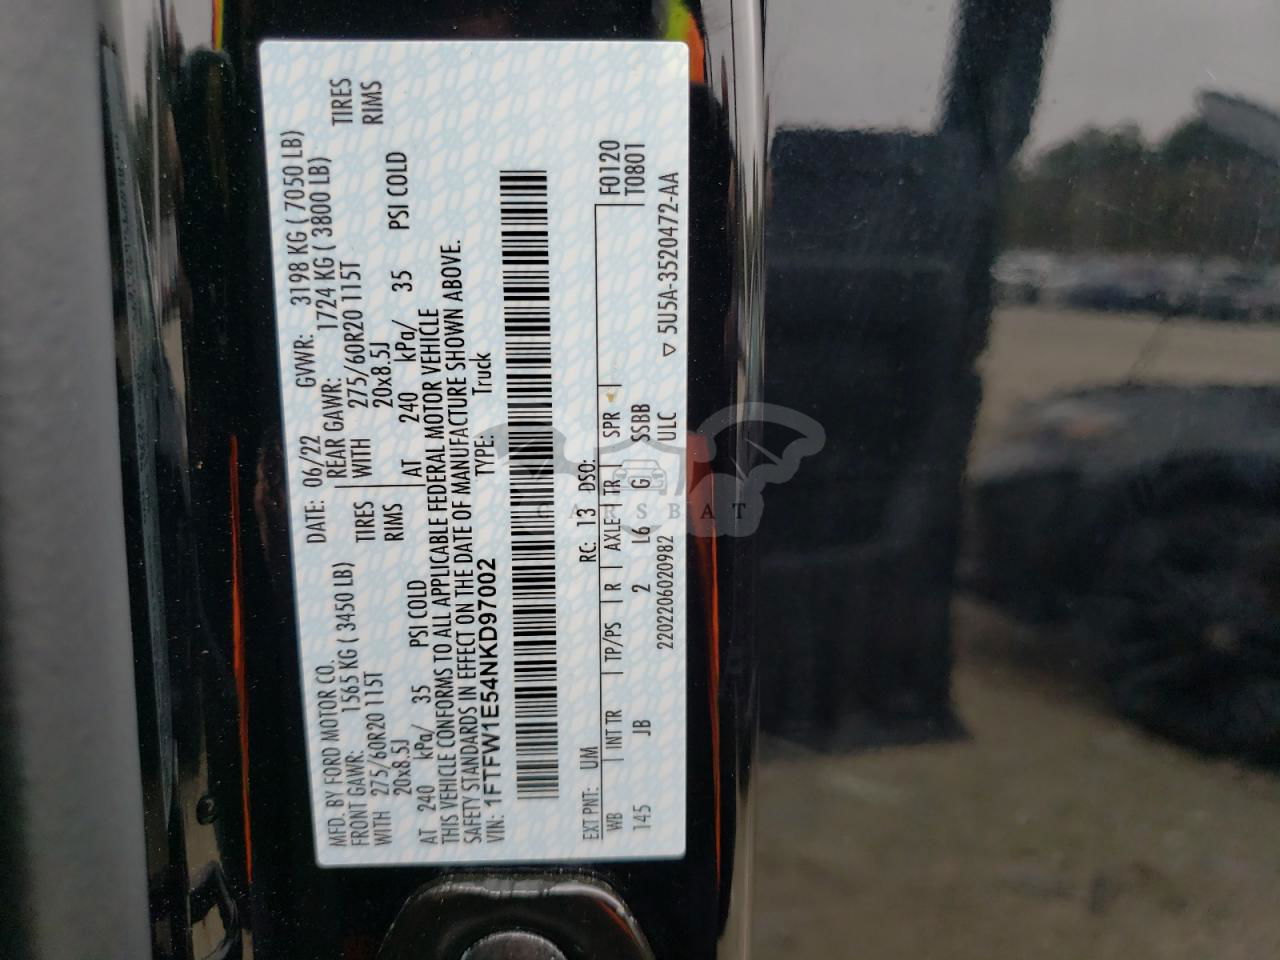 MFD. BY FORD MOTOR CO.
DATE: 06/22 GVWR: 3198 KG ( 7050 LB)
FRONT GAWR: 1565 KG ( 3450 LB)
REAR GAWR: 1724 KG ( 3800 LB)
WITH 275/60R20 115T TIRES
WITH 275/60R20 115T TIRES
20x8.5J RIMS
20x8.5J RIMS
AT 240 kPa/ 35 PSI COLD
AT 240 kPa/ 35 PSI COLD
THIS VEHICLE CONFORMS TO ALL APPLICABLE FEDERAL MOTOR VEHICLE
SAFETY STANDARDS IN EFFECT ON THE DATE OF MANUFACTURE SHOWN ABOVE.
VIN: 1FTFW1E54NKD97002 TYPE: Truck
EXT PNT: UM RC: 13 DSO: F0120
WB INT TR TP/PS R AXLE TR SPR T0801
145 JB 2 L6 G SSBB
2202206020982 ULC ▽ 5U5A-3520472-AA
CARSBAT